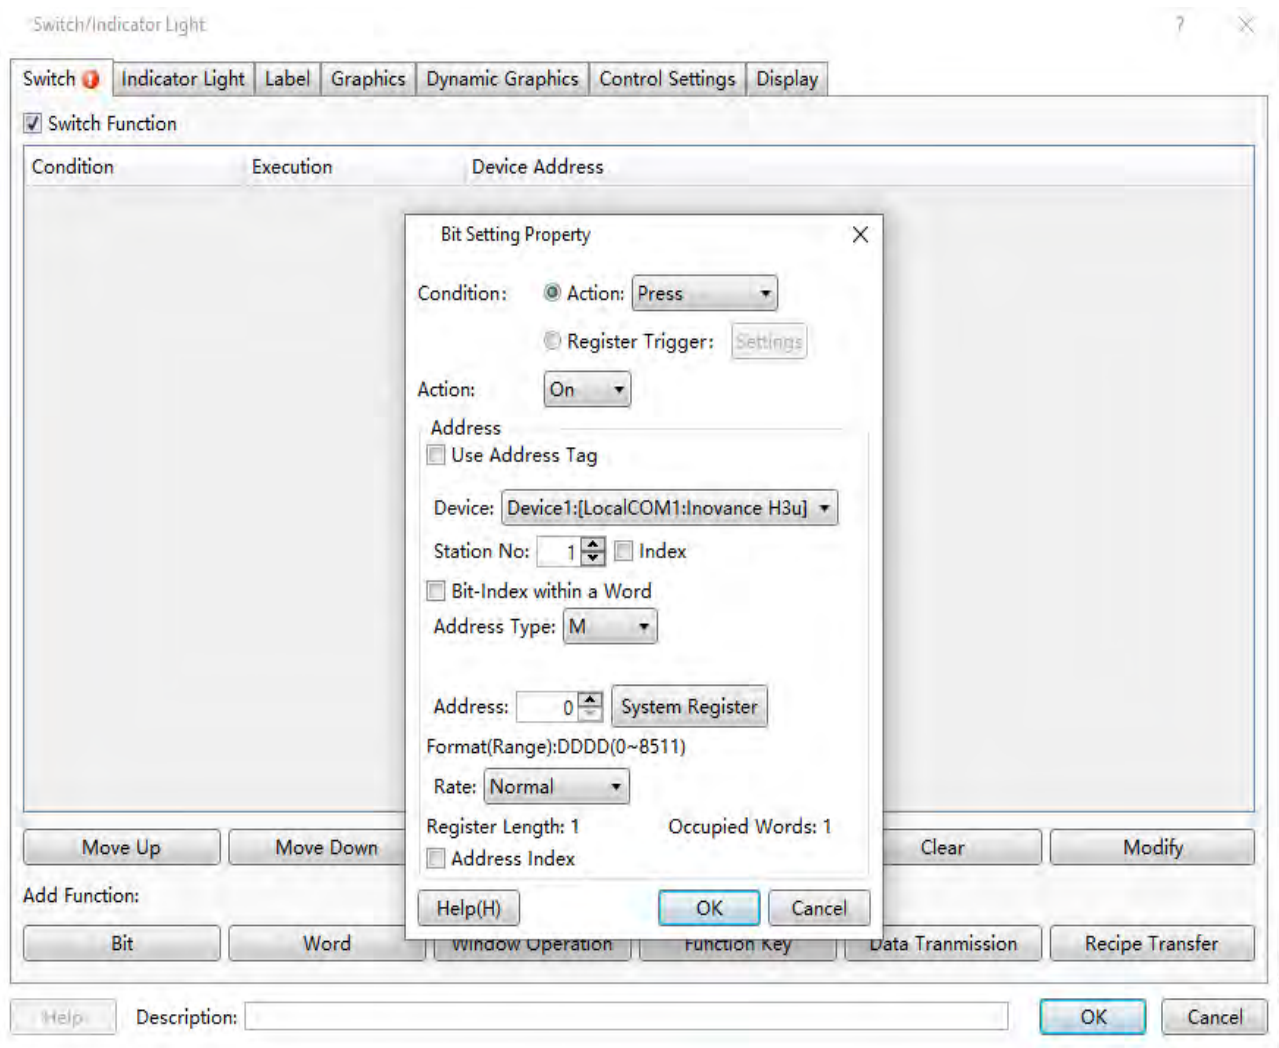 Switch/Indicator Light ?
Switch Indicator Light Label Graphics Dynamic Graphics Control Settings Display
Switch Function
Condition Execution Device Address
Bit Setting Property
Condition: Action: Press
Register Trigger: Settings
Action: On
Address
Use Address Tag
Device: Device1:[LocalCOM1:Inovance H3u]
Station No: 1 Index
Bit-Index within a Word
Address Type: M
Address: 0 System Register
Format(Range):DDDD(0~8511)
Rate: Normal
Register Length: 1 Occupied Words: 1
Address Index
Help(H) OK Cancel
Move Up Move Down Clear Modify
Add Function:
Bit Word Window Operation Function Key Data Tranmission Recipe Transfer
Help Description: OK Cancel